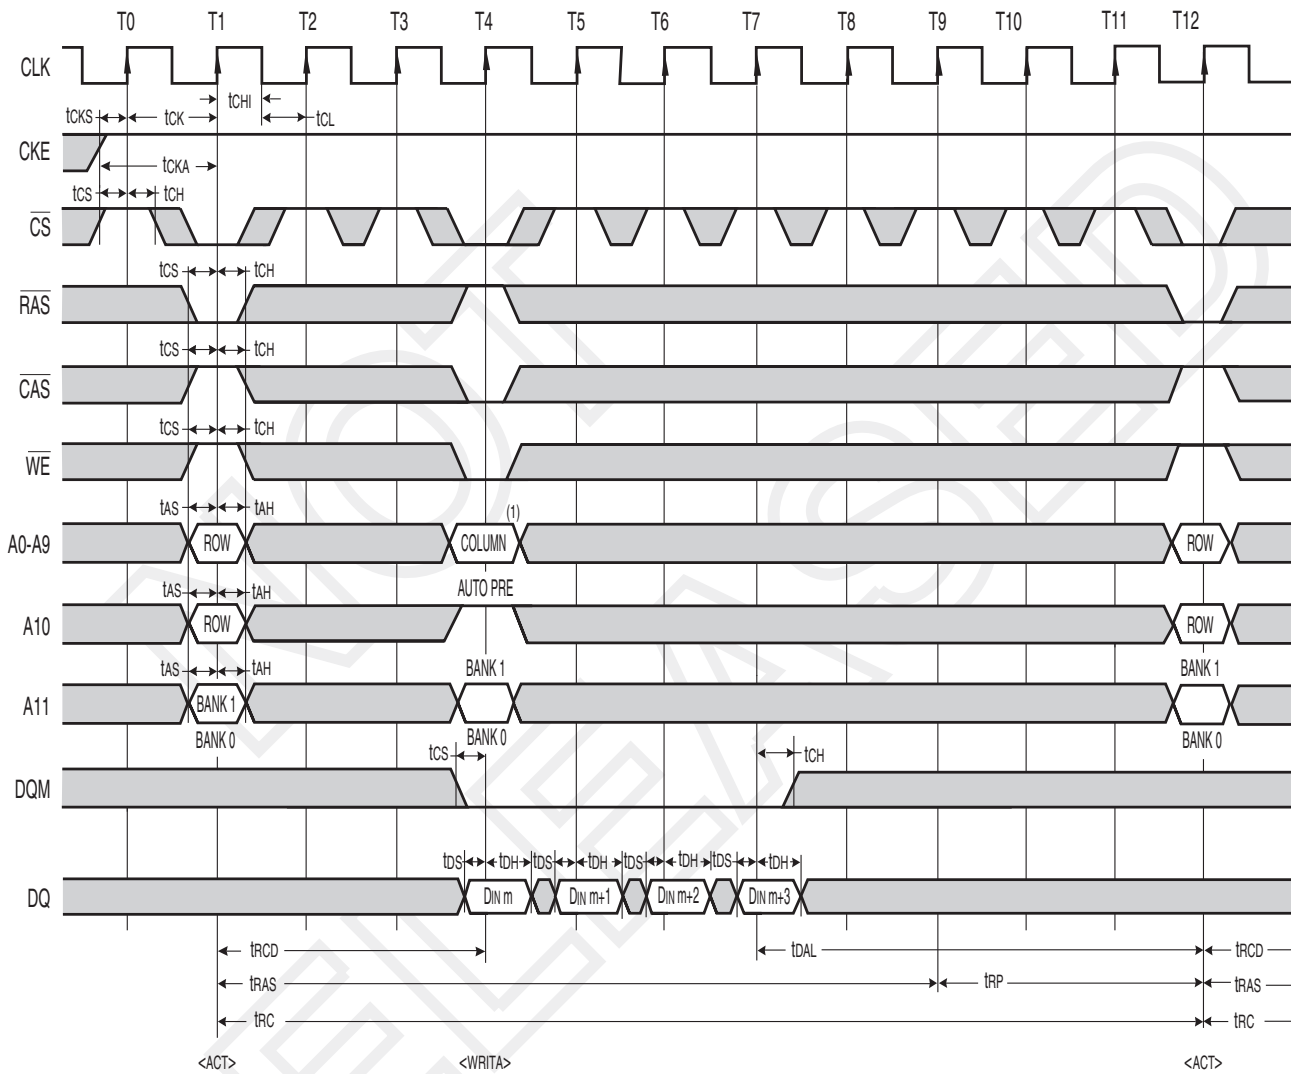 T0 T1 T2 T3 T4 T5 T6 T7 T8 T9 T10 T11 T12
CLK
tCHI
tCKS tCK tCL
CKE
tCKA
tCS tCH
CS
tCS tCH
RAS
tCS tCH
CAS
tCS tCH
WE
tAS tAH (1)
A0-A9 ROW COLUMN ROW
tAS tAH AUTO PRE
A10 ROW ROW
tAS tAH BANK 1 BANK 1
A11 BANK 1
BANK 0 BANK 0 BANK 0
tCS tCH
DQM
tDS tDH tDS tDH tDS tDH tDS tDH
DQ DIN m DIN m+1 DIN m+2 DIN m+3
tRCD tDAL tRCD
tRAS tRP tRAS
tRC tRC
<ACT> <WRITA> <ACT>
NOT
RELEASED